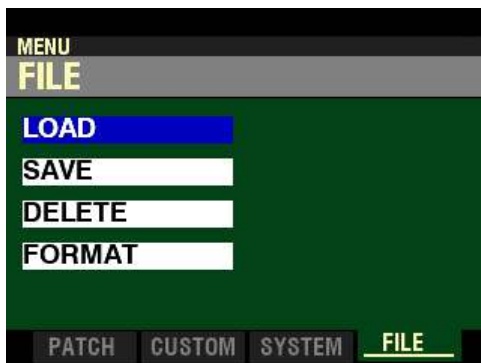 MENU
FILE
LOAD
SAVE
DELETE
FORMAT
PATCH CUSTOM SYSTEM FILE